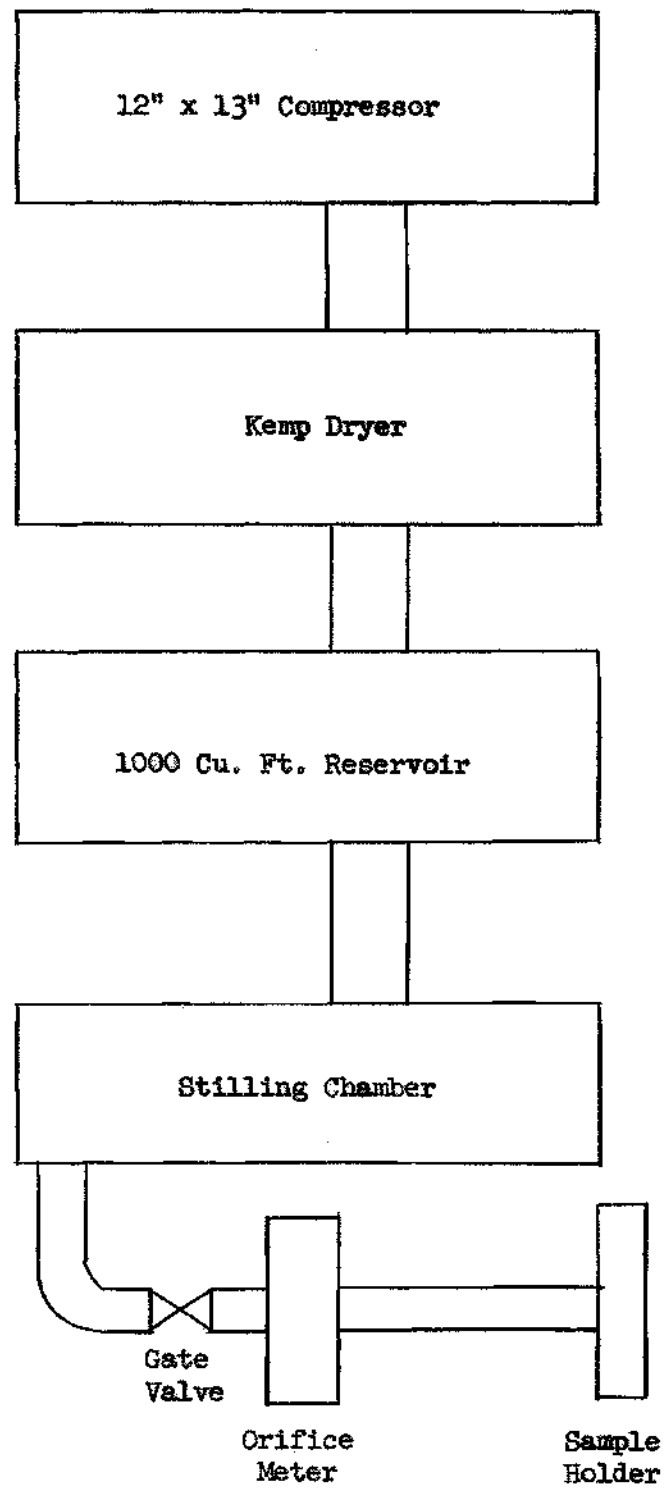 12" x 13" Compressor
Kemp Dryer
1000 Cu. Ft. Reservoir
Stilling Chamber
Gate
Valve
Orifice
Meter
Sample
Holder